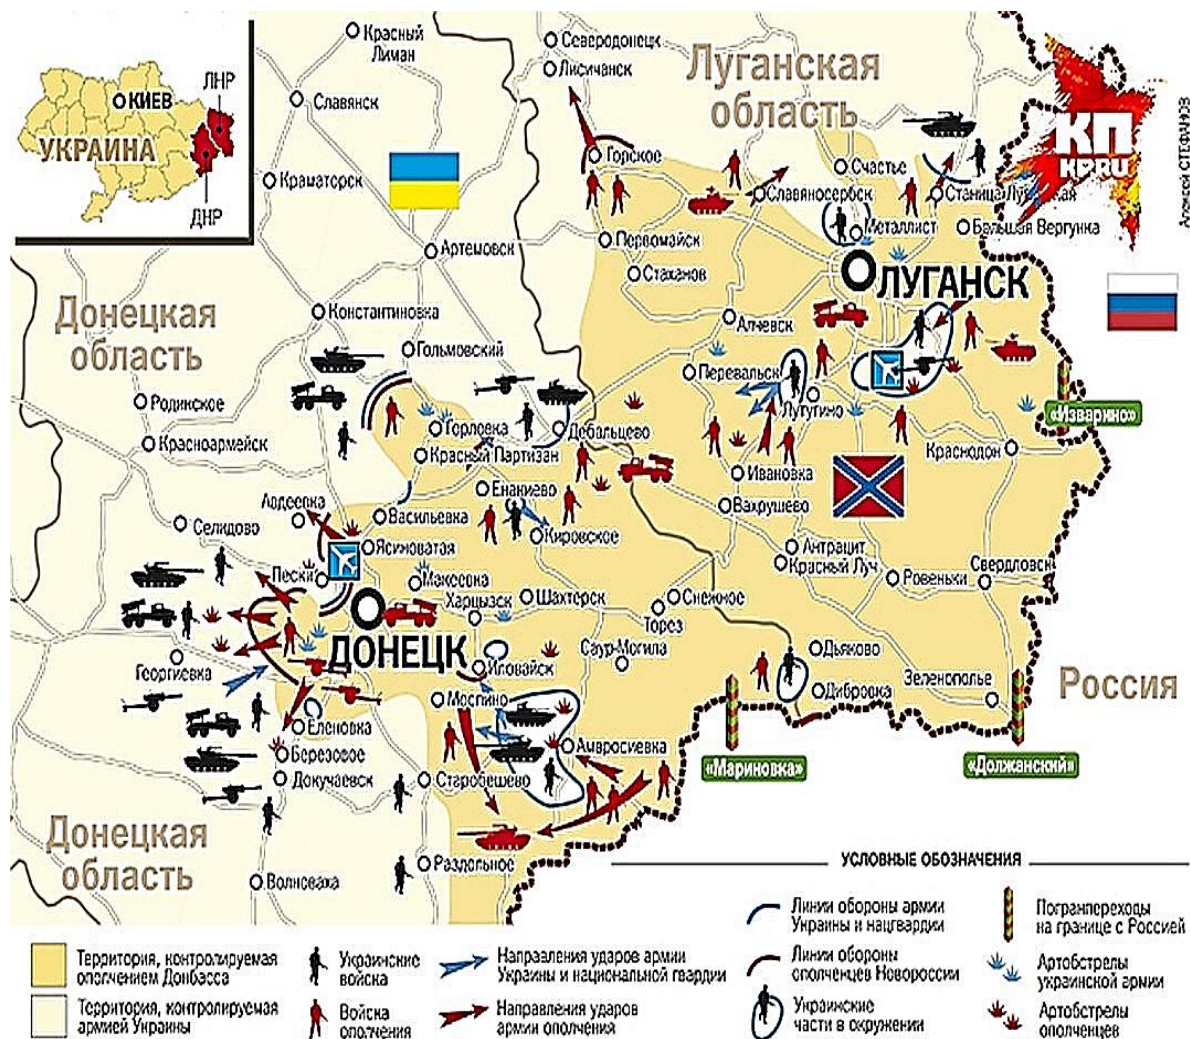 КИЕВ
УКРАИНА
ЛНР
ДНР
Красный
Лиман
Славянск
Краматорск
Северодонецк
Лисичанск
Луганская
область
КП
KP.RU
Алексей СТЕФАНОВ
Горское
Счастье
Славяносербск
Станица Луганская
Металлист
Большая Вергунка
Артемовск
Первомайск
Стаханов
ЛУГАНСК
Донецкая
область
Константиновка
Алчевск
Гольмовский
Перевальск
Лутугино
«Изварино»
Родинское
Красноармейск
Горловка
Дебальцево
Краснодон
Красный Партизан
Ивановка
Енакиево
Вахрушево
Авдеевка
Селидово
Васильевка
Кировское
Ясиноватая
Антрацит
Красный Луч
Ровеньки
Свердловск
Пески
Макеевка
Харцызск
Шахтерск
Снежное
Торез
ДОНЕЦК
Саур-Могила
Дьяково
Георгиевка
Иловайск
Зеленополье
Россия
Моспино
Дибровка
Еленовка
Березовое
Амвросиевка
«Мариновка»
«Должанский»
Докучаевск
Старобешево
Донецкая
область
Раздольное
Волноваха
УСЛОВНЫЕ ОБОЗНАЧЕНИЯ
Территория, контролируемая
ополчением Донбасса
Территория, контролируемая
армией Украины
Украинские
войска
Войска
ополчения
Направления ударов армии
Украины и национальной гвардии
Направления ударов
армии ополчения
Линии обороны армии
Украины и нацгвардии
Линии обороны
ополченцев Новороссии
Украинские
части в окружении
Погранпереходы
на границе с Россией
Артобстрелы
украинской армии
Артобстрелы
ополченцев